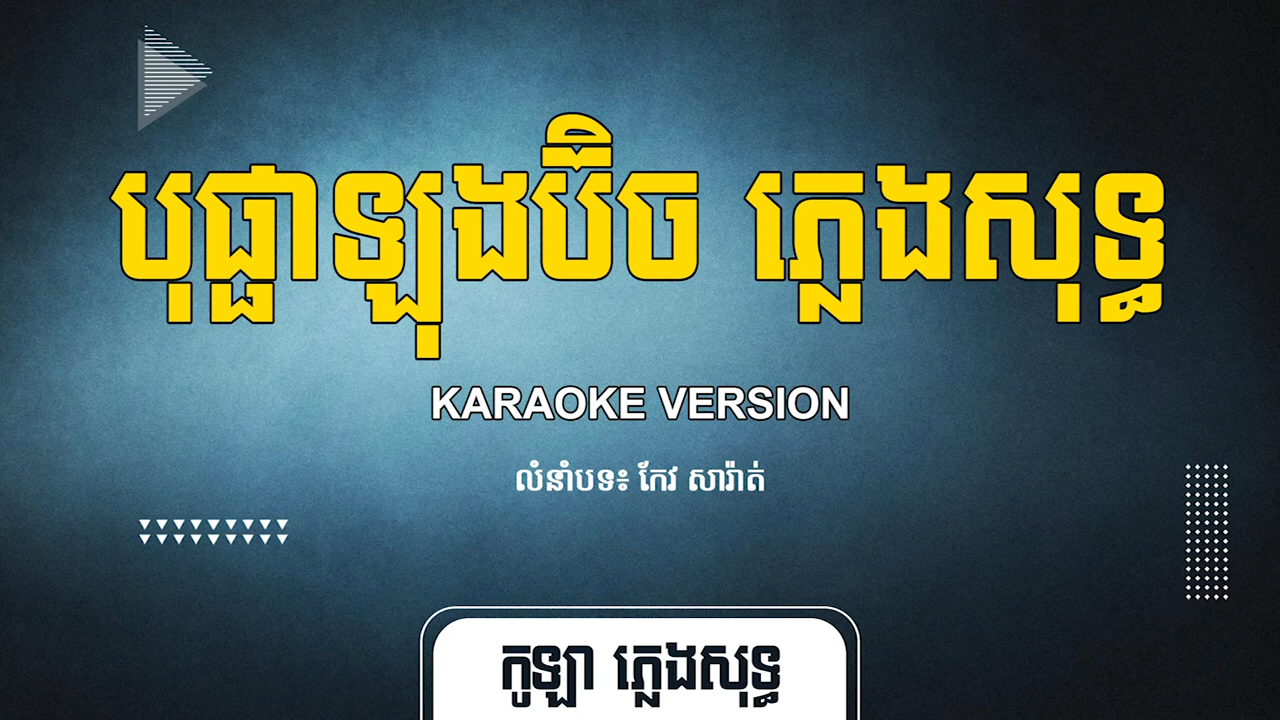 បុផ្ផាឡុងប៊ិច ភ្លេងសុទ្ធ
KARAOKE VERSION
លំនាំបទ៖ កែវ សារ៉ាត់
កូឡា ភ្លេងសុទ្ធ